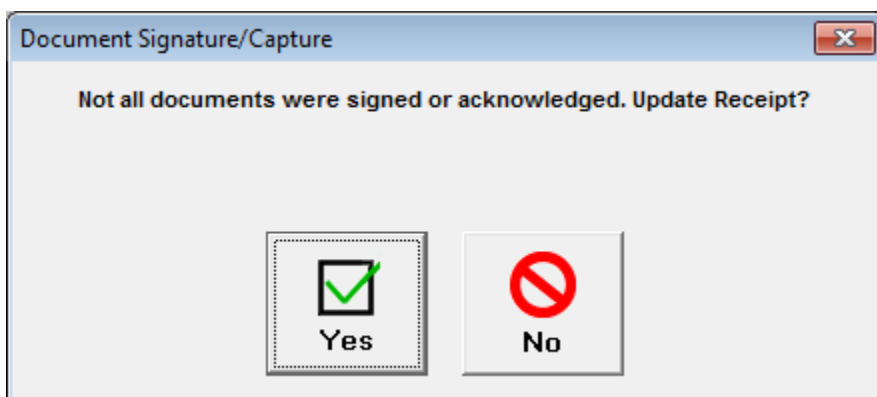 Document Signature/Capture
Not all documents were signed or acknowledged. Update Receipt?
Yes
No